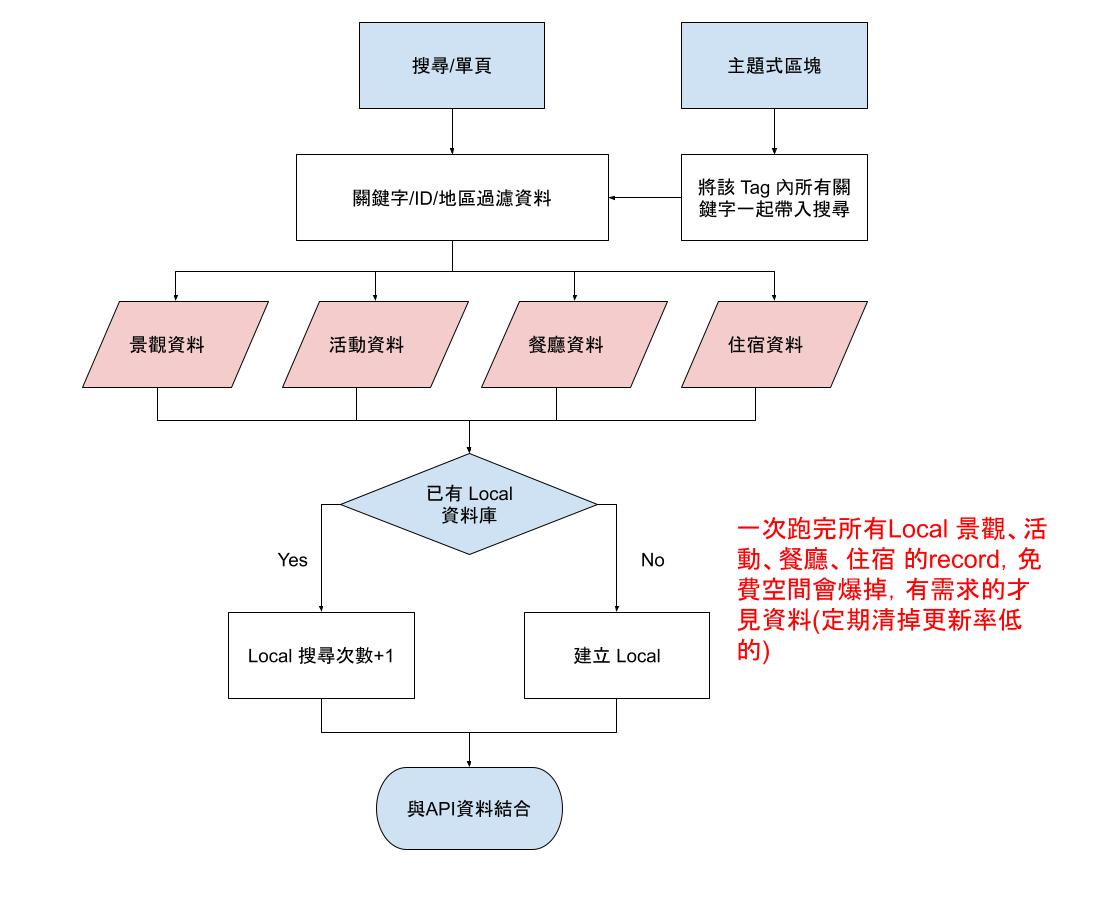 搜尋/單頁
主題式區塊
關鍵字/ID/地區過濾資料
將該 Tag 內所有關
鍵字一起帶入搜尋
景觀資料
活動資料
餐廳資料
住宿資料
已有 Local
資料庫
Yes
No
一次跑完所有Local 景觀、活
動、餐廳、住宿 的record, 免
費空間會爆掉, 有需求的才
見資料(定期清掉更新率低
的)
Local 搜尋次數+1
建立 Local
與API資料結合